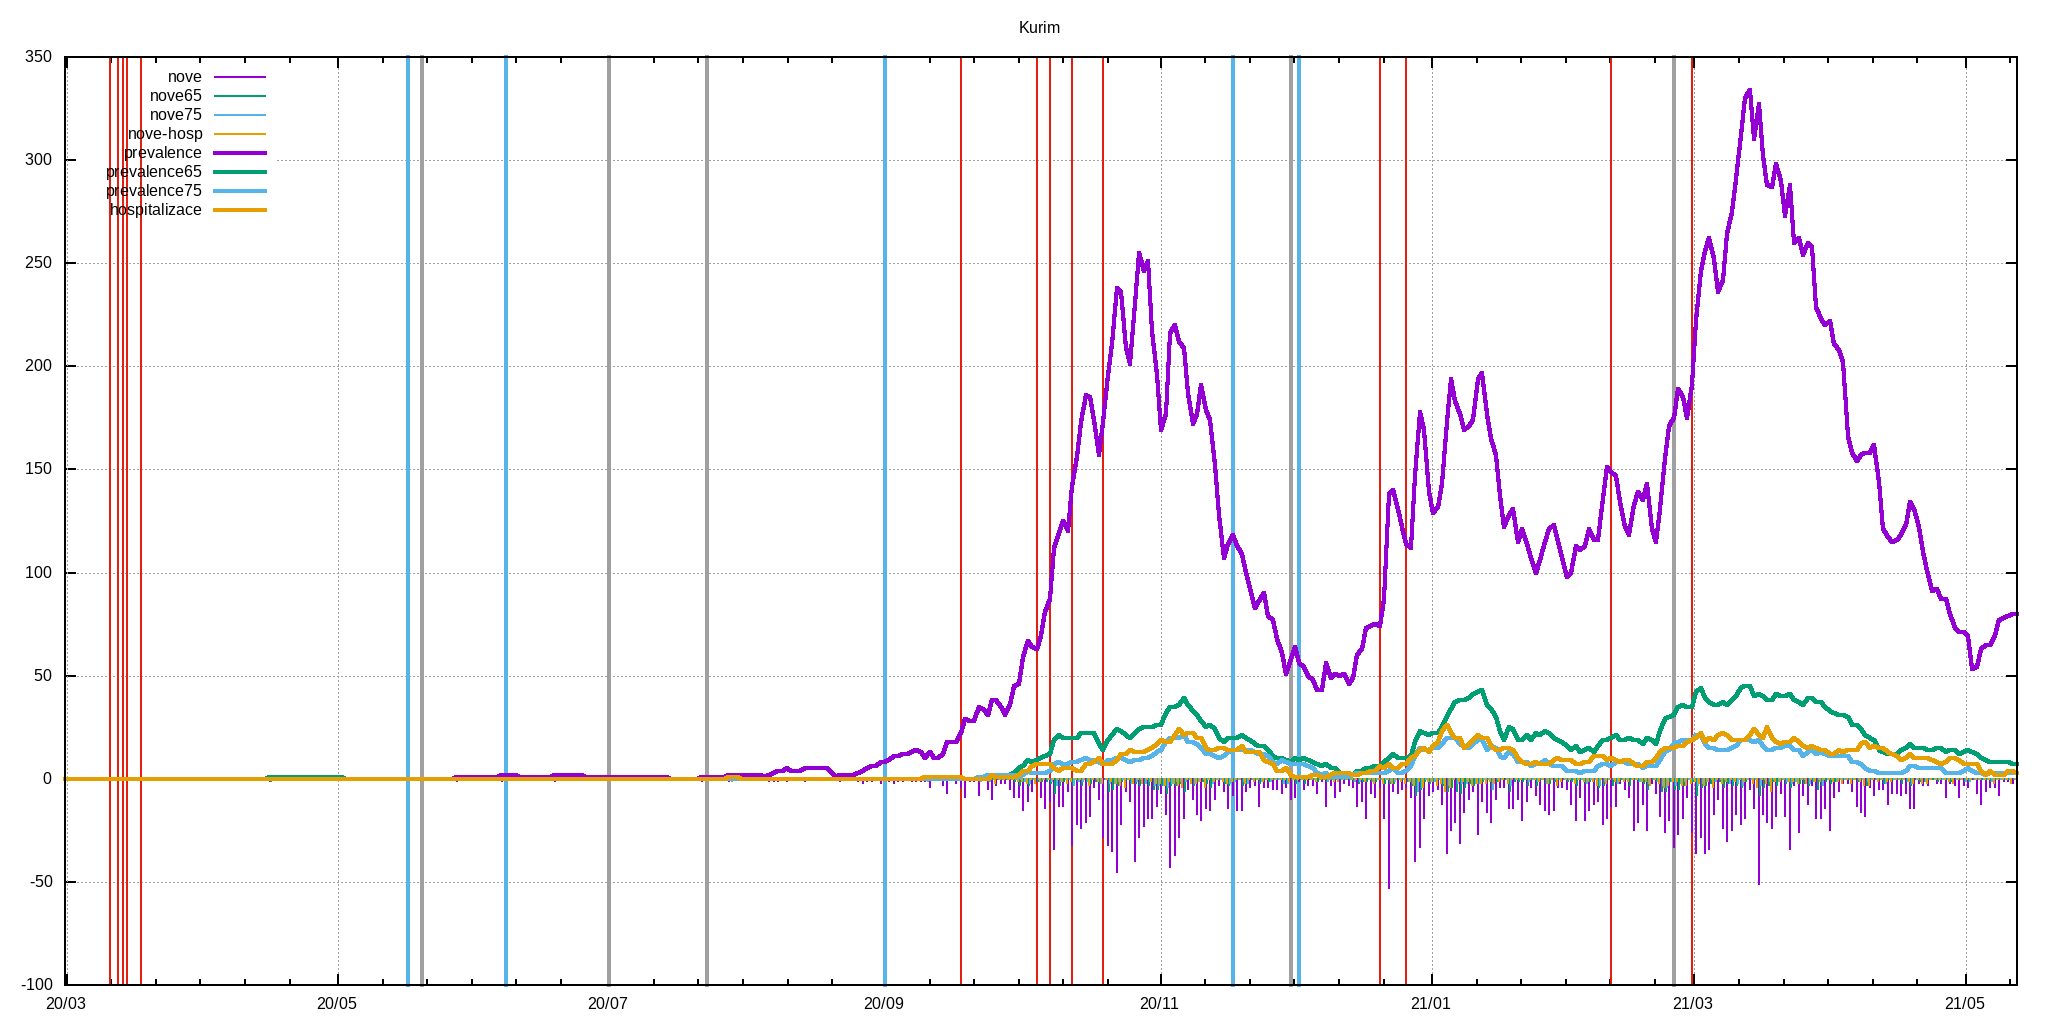 Kurim
350
300
250
200
150
100
50
0
-50
-100
nove
nove65
nove75
nove-hosp
prevalence
prevalence65
prevalence75
hospitalizace
20/03 20/05 20/07 20/09 20/11 21/01 21/03 21/05